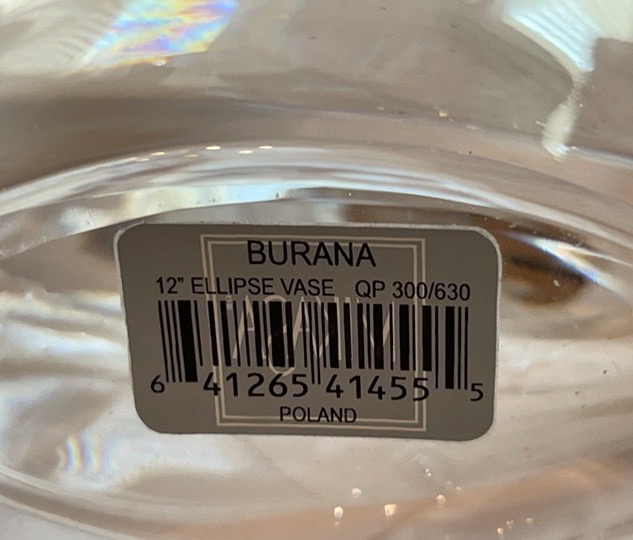 BURANA
12" ELLIPSE VASE QP 300/630
6 41265 41455 5
POLAND